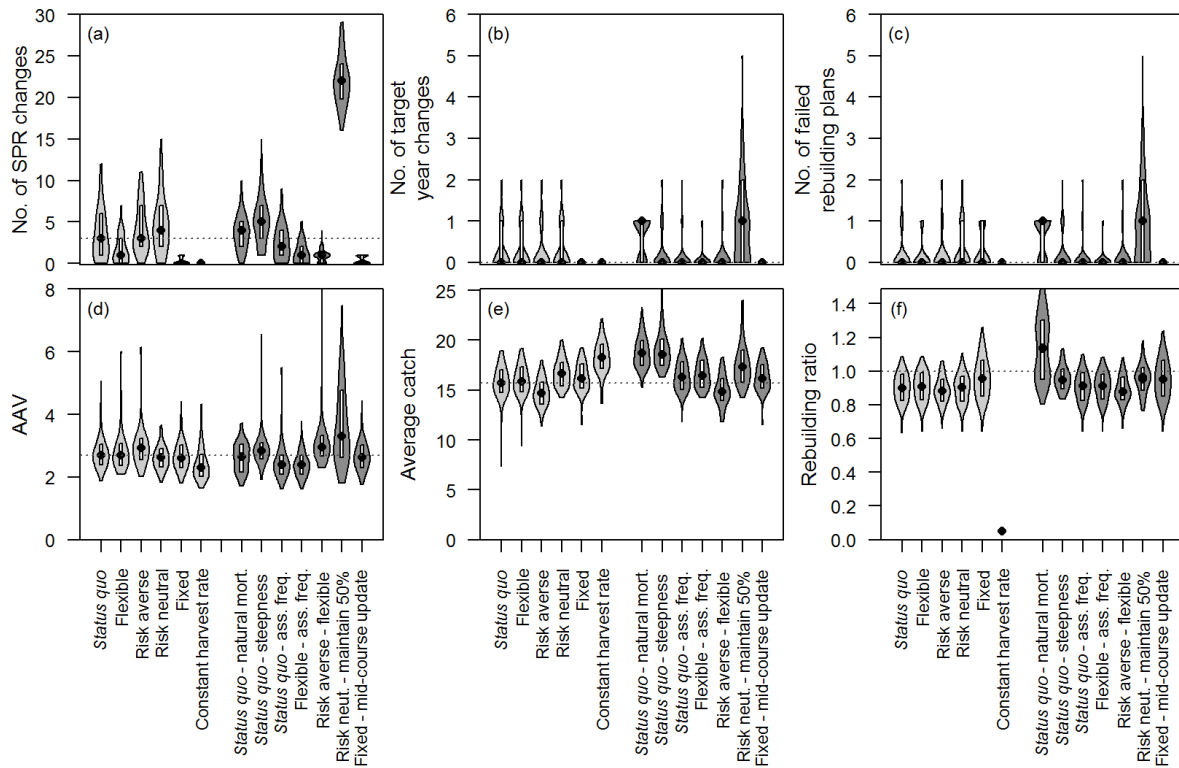 (a)
No. of SPR changes
30
25
20
15
10
5
0
(b)
No. of target
year changes
6
5
4
3
2
1
0
(c)
No. of failed
rebuilding plans
6
5
4
3
2
1
0
(d)
AAV
8
6
4
2
0
(e)
Average catch
25
20
15
10
5
0
(f)
Rebuilding ratio
1.4
1.2
1.0
0.8
0.6
0.4
0.2
0.0
Status quo
Flexible
Risk averse
Risk neutral
Fixed
Constant harvest rate
Status quo - natural mort.
Status quo - steepness
Status quo - ass. freq.
Flexible - ass. freq.
Risk averse - flexible
Risk neut. - maintain 50%
Fixed - mid-course update
Status quo
Flexible
Risk averse
Risk neutral
Fixed
Constant harvest rate
Status quo - natural mort.
Status quo - steepness
Status quo - ass. freq.
Flexible - ass. freq.
Risk averse - flexible
Risk neut. - maintain 50%
Fixed - mid-course update
Status quo
Flexible
Risk averse
Risk neutral
Fixed
Constant harvest rate
Status quo - natural mort.
Status quo - steepness
Status quo - ass. freq.
Flexible - ass. freq.
Risk averse - flexible
Risk neut. - maintain 50%
Fixed - mid-course update